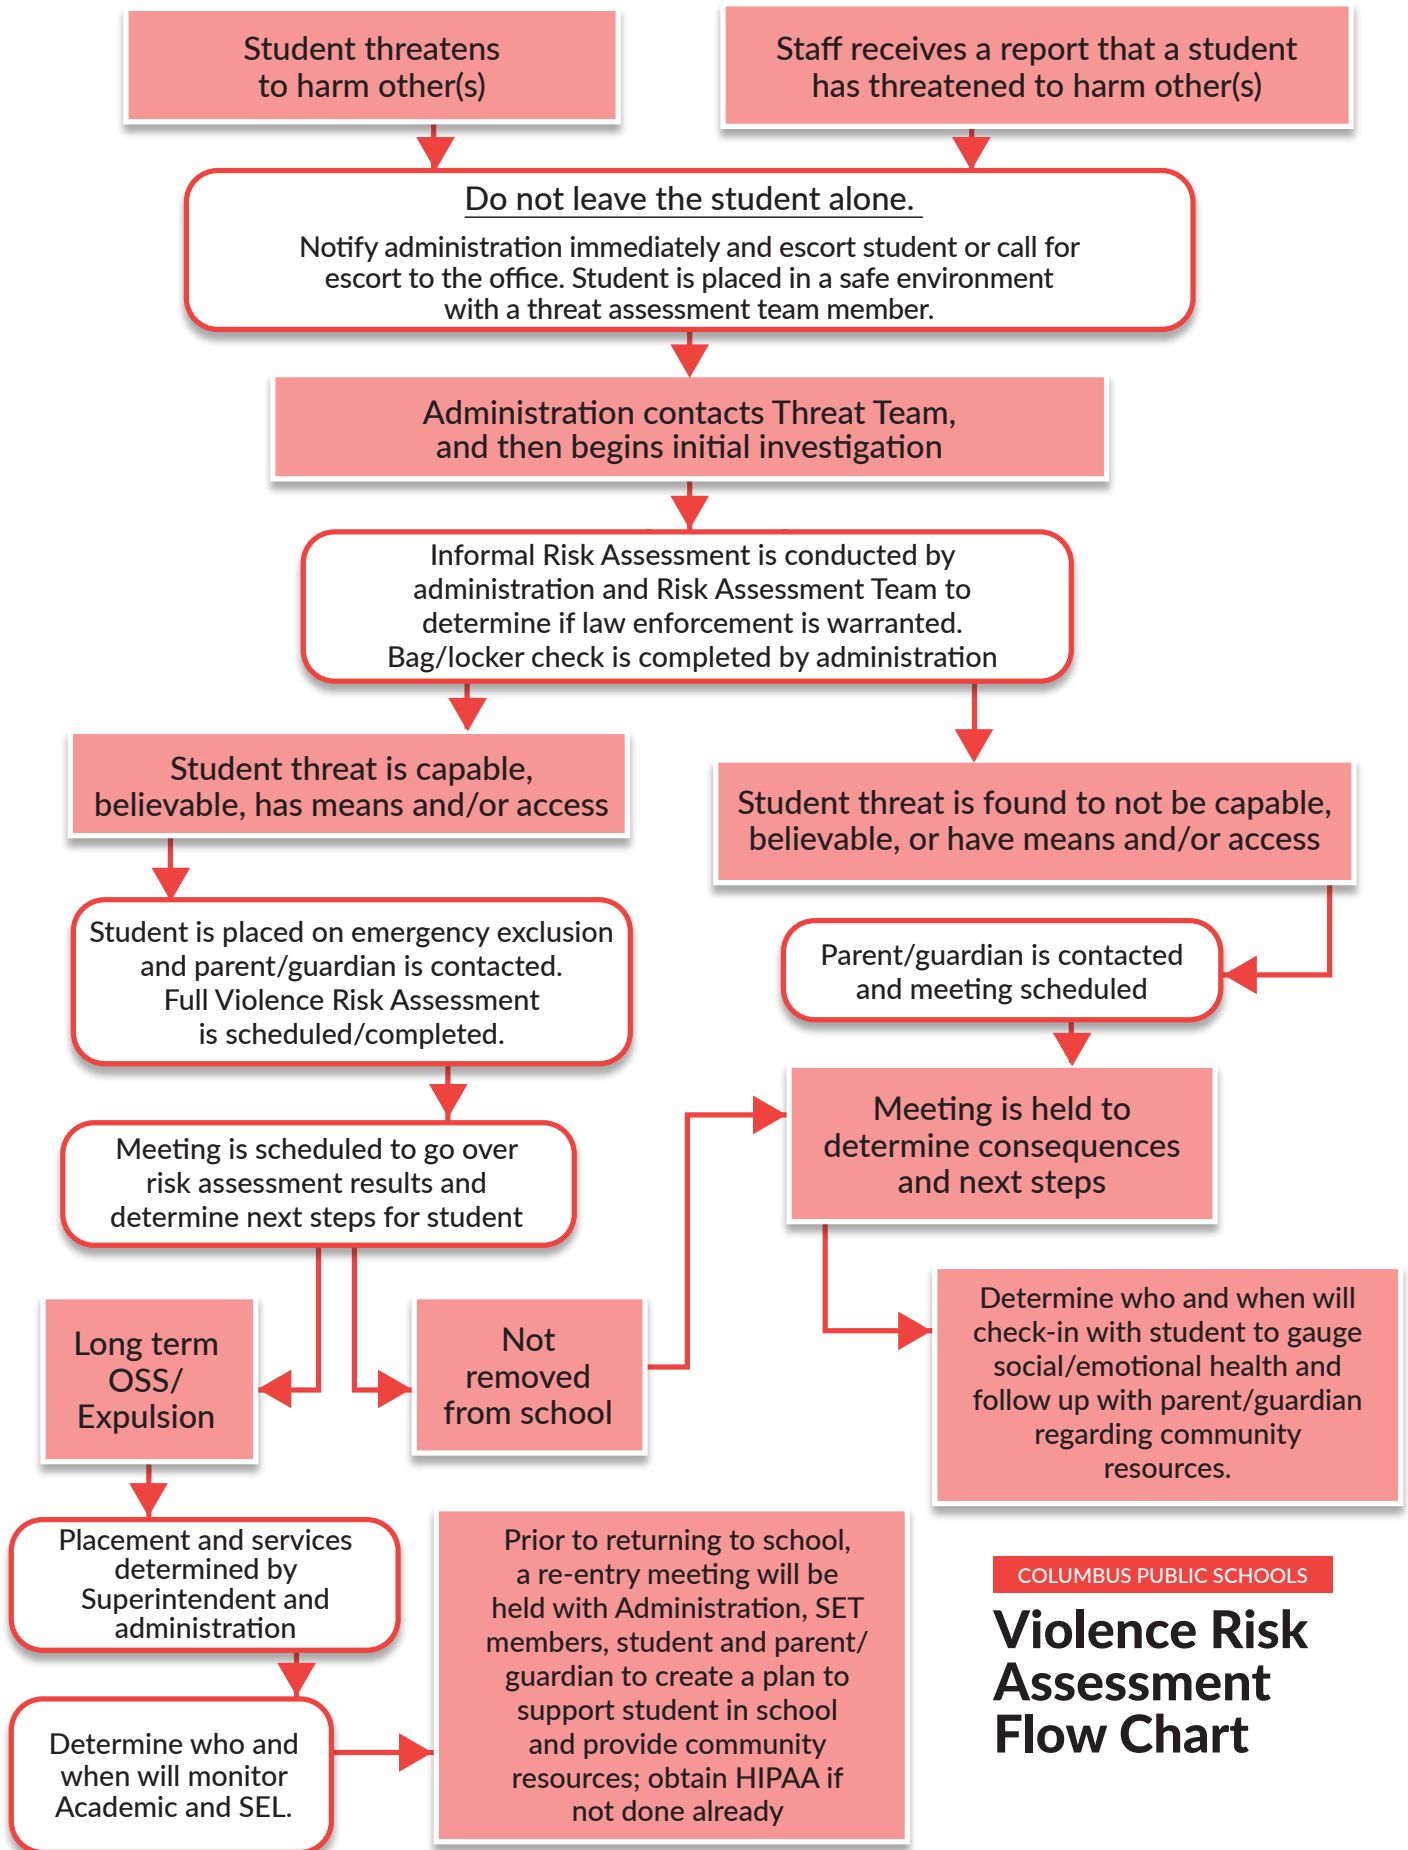 Student threatens
to harm other(s)
Staff receives a report that a student
has threatened to harm other(s)
Do not leave the student alone.
Notify administration immediately and escort student or call for
escort to the office. Student is placed in a safe environment
with a threat assessment team member.
Administration contacts Threat Team,
and then begins initial investigation
Informal Risk Assessment is conducted by
administration and Risk Assessment Team to
determine if law enforcement is warranted.
Bag/locker check is completed by administration
Student threat is capable,
believable, has means and/or access
Student threat is found to not be capable,
believable, or have means and/or access
Student is placed on emergency exclusion
and parent/guardian is contacted.
Full Violence Risk Assessment
is scheduled/completed.
Parent/guardian is contacted
and meeting scheduled
Meeting is scheduled to go over
risk assessment results and
determine next steps for student
Meeting is held to
determine consequences
and next steps
Long term
OSS/
Expulsion
Not
removed
from school
Determine who and when will
check-in with student to gauge
social/emotional health and
follow up with parent/guardian
regarding community
resources.
Placement and services
determined by
Superintendent and
administration
Determine who and
when will monitor
Academic and SEL.
Prior to returning to school,
a re-entry meeting will be
held with Administration, SET
members, student and parent/
guardian to create a plan to
support student in school
and provide community
resources; obtain HIPAA if
not done already
COLUMBUS PUBLIC SCHOOLS
Violence Risk
Assessment
Flow Chart